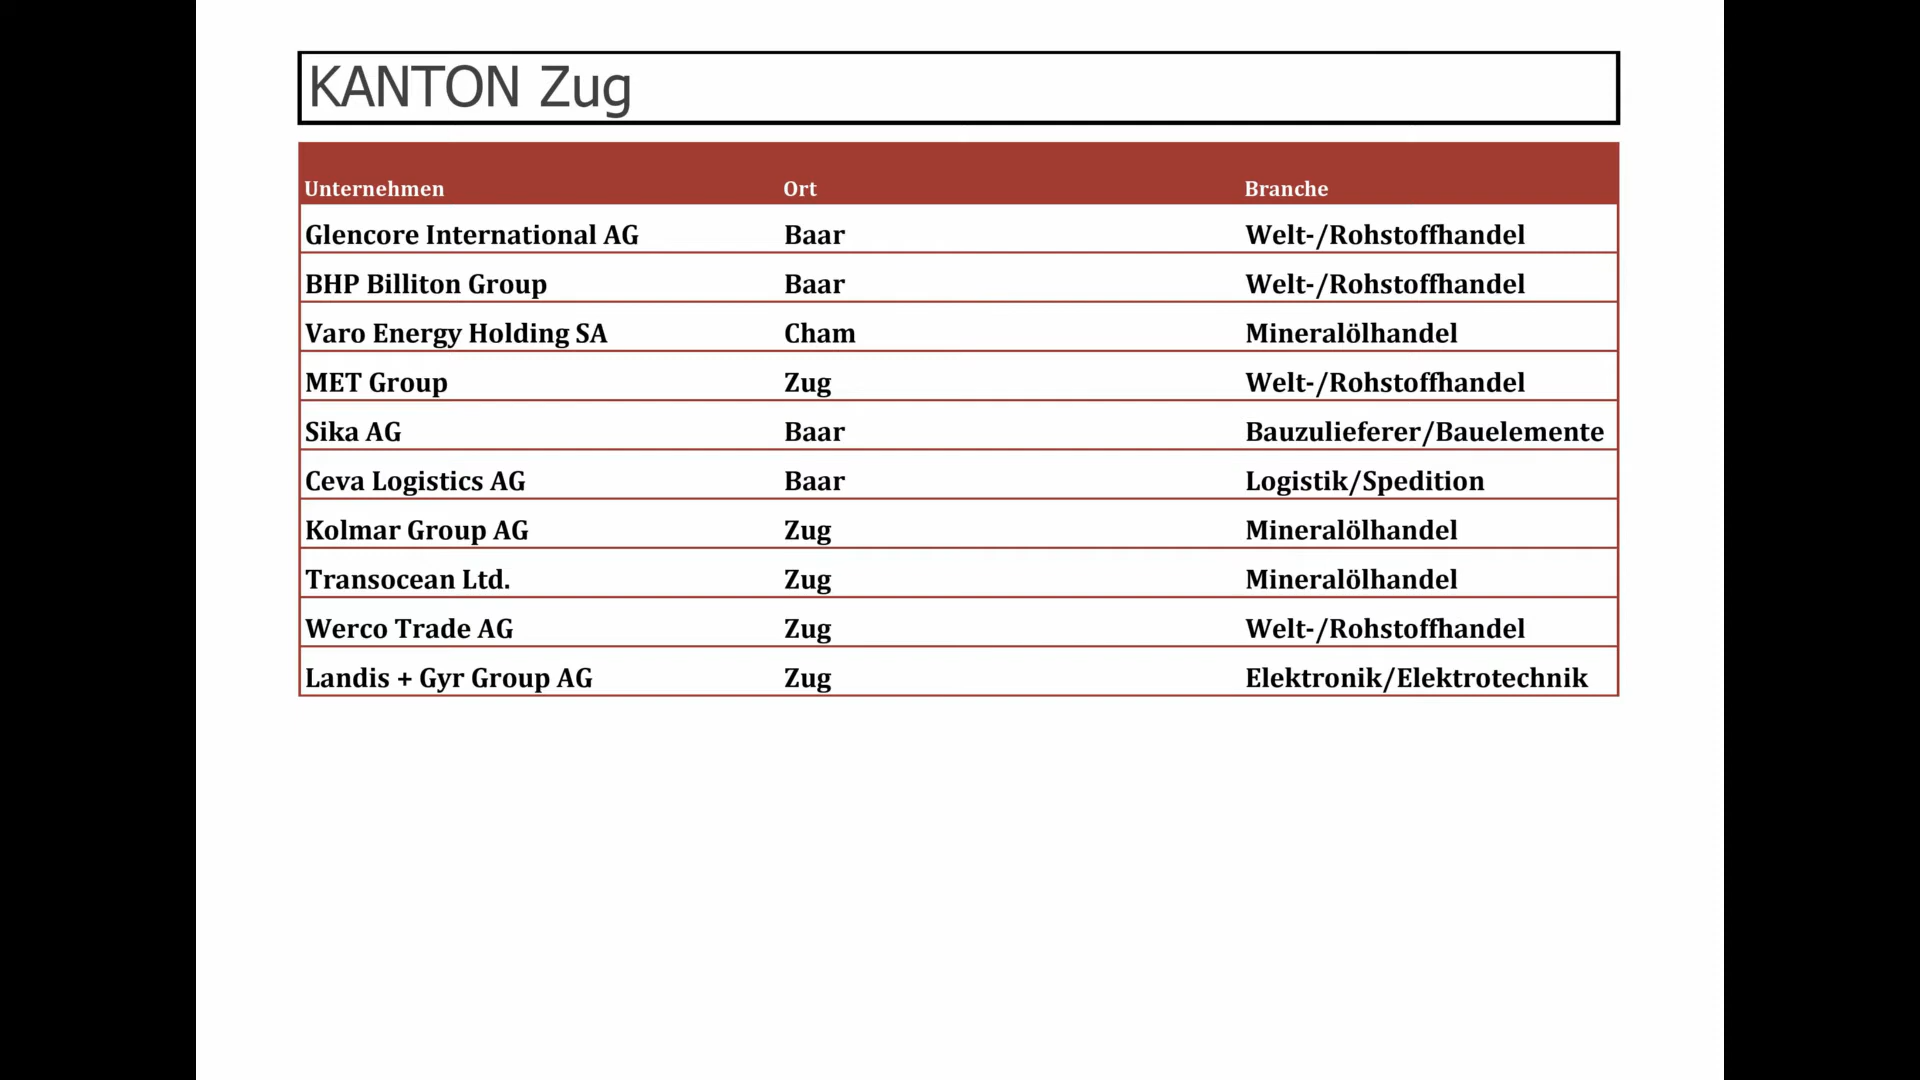 KANTON Zug
Unternehmen Ort Branche
Glencore International AG Baar Welt-/Rohstoffhandel
BHP Billiton Group Baar Welt-/Rohstoffhandel
Varo Energy Holding SA Cham Mineralölhandel
MET Group Zug Welt-/Rohstoffhandel
Sika AG Baar Bauzulieferer/Bauelemente
Ceva Logistics AG Baar Logistik/Spedition
Kolmar Group AG Zug Mineralölhandel
Transocean Ltd. Zug Mineralölhandel
Werco Trade AG Zug Welt-/Rohstoffhandel
Landis + Gyr Group AG Zug Elektronik/Elektrotechnik